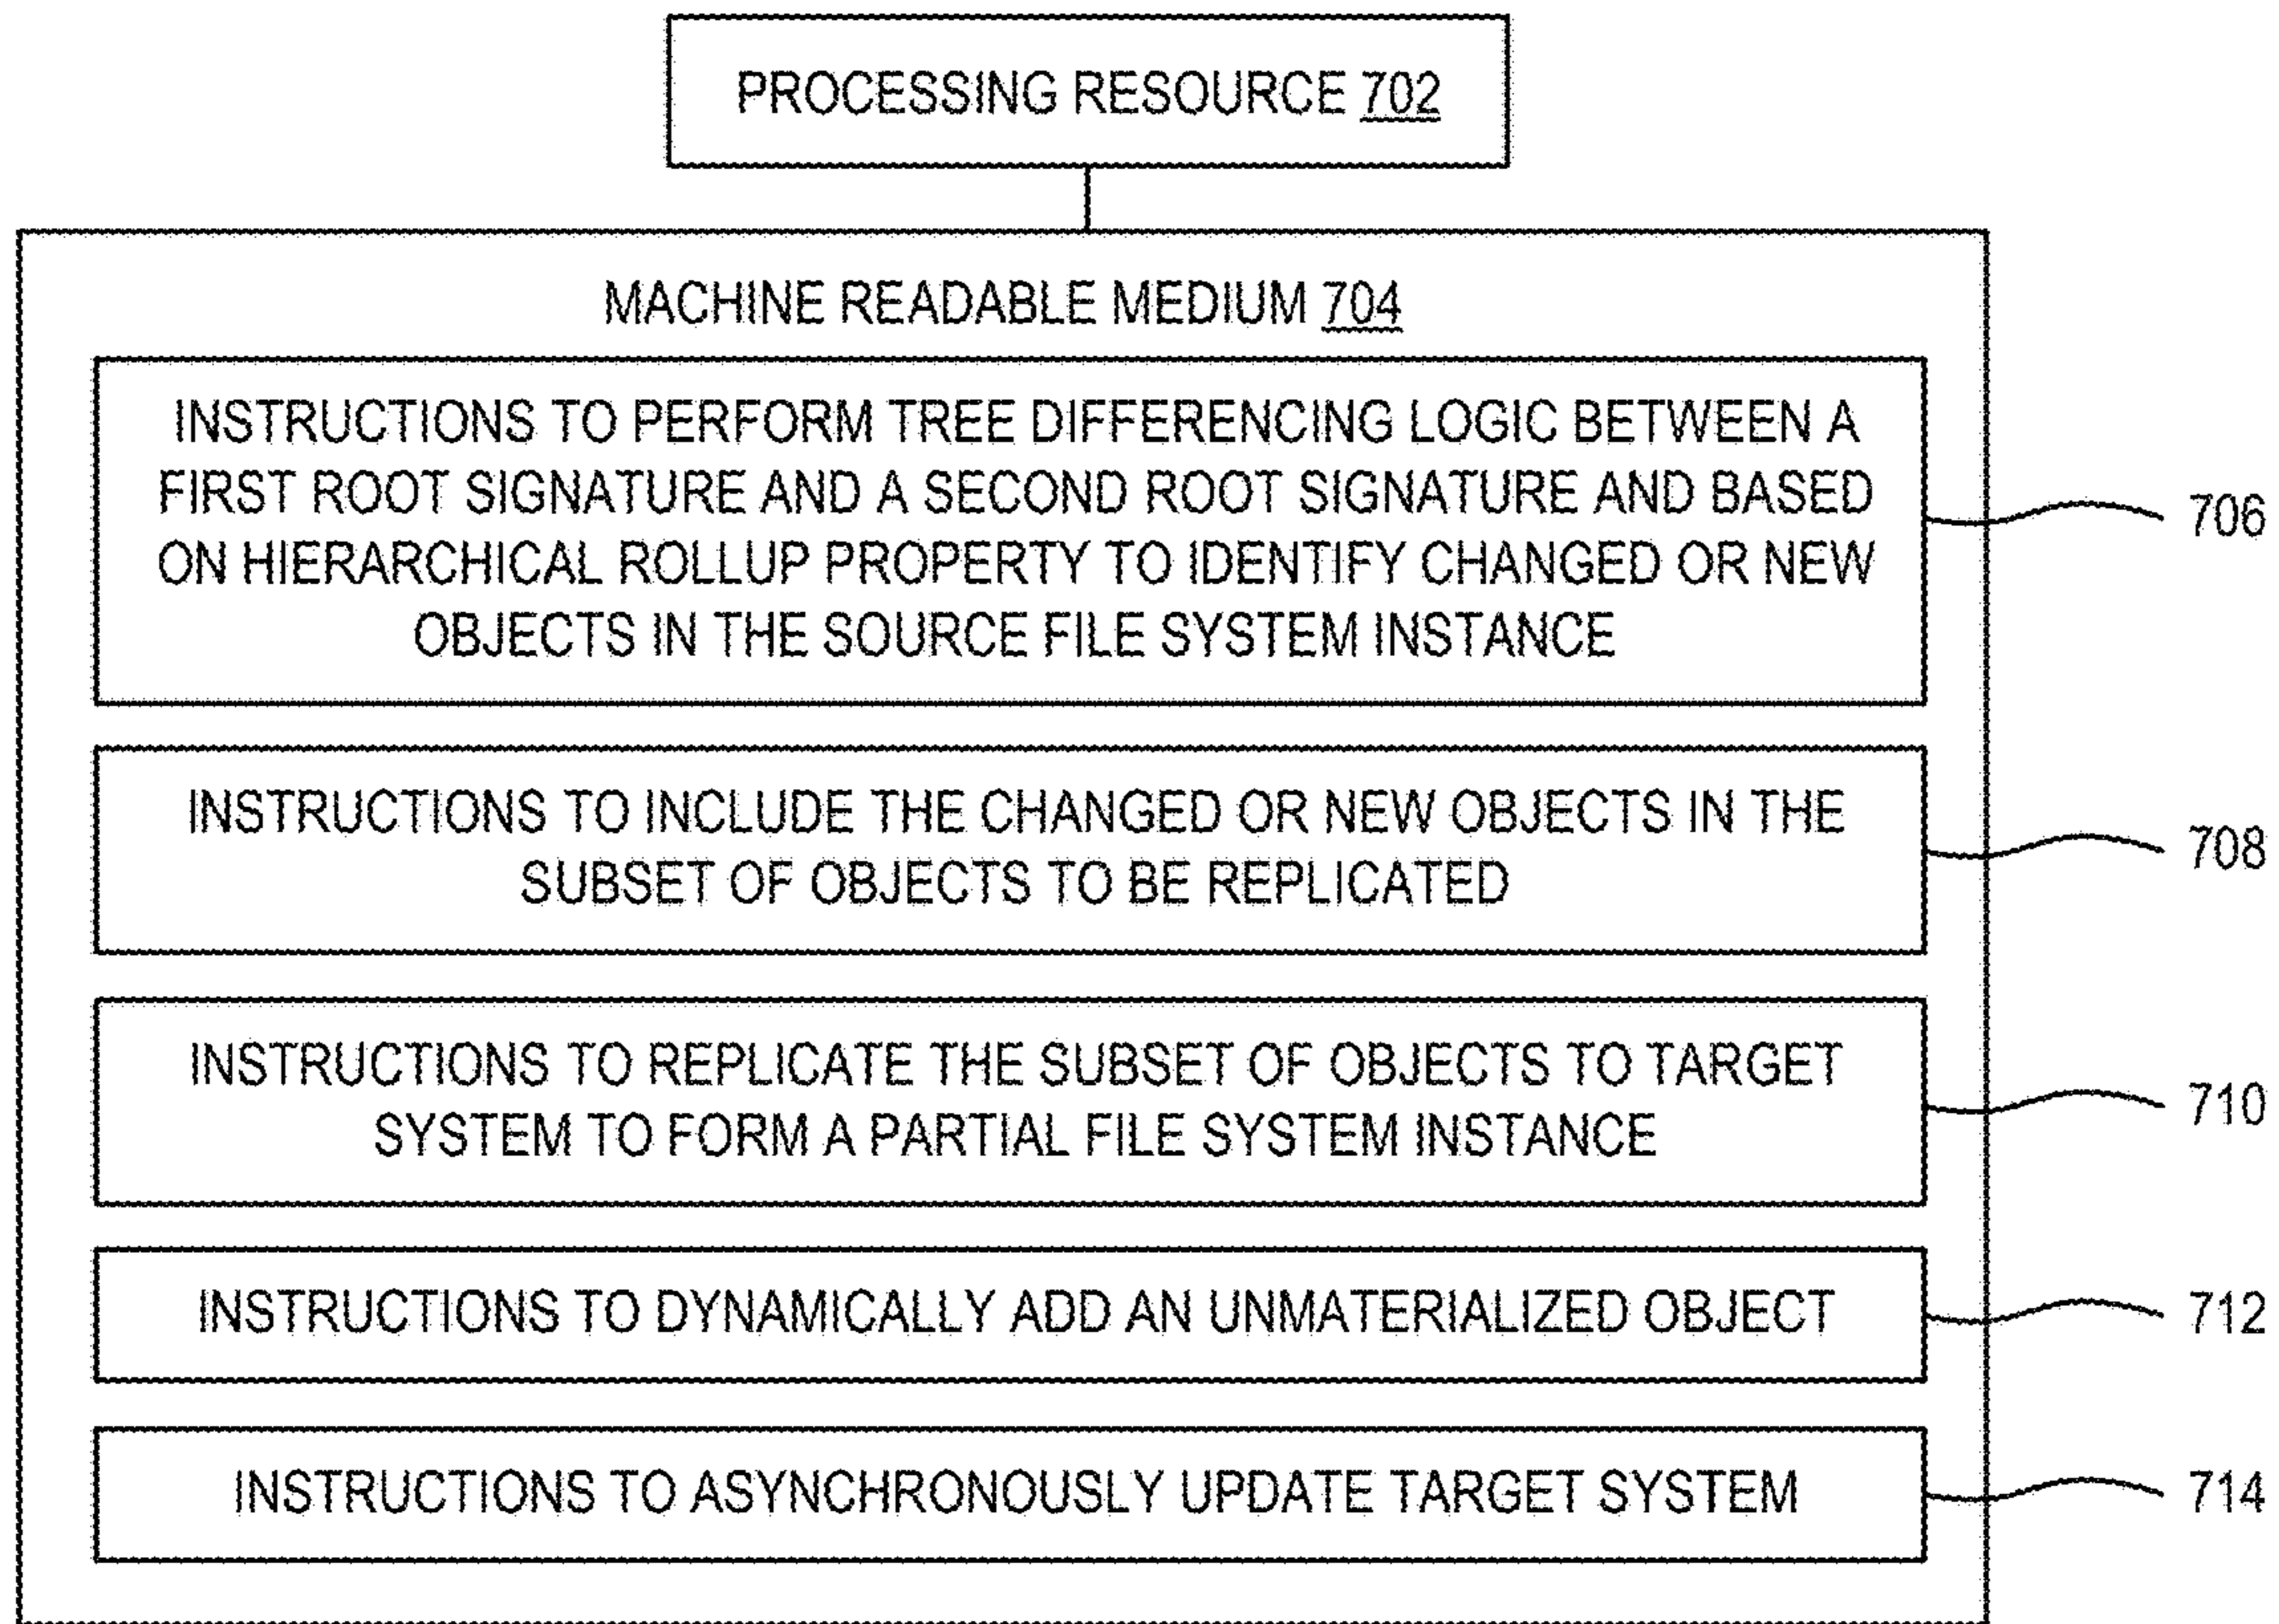 PROCESSING RESOURCE 702
MACHINE READABLE MEDIUM 704
INSTRUCTIONS TO PERFORM TREE DIFFERENCING LOGIC BETWEEN A
FIRST ROOT SIGNATURE AND A SECOND ROOT SIGNATURE AND BASED
ON HIERARCHICAL ROLLUP PROPERTY TO IDENTIFY CHANGED OR NEW
OBJECTS IN THE SOURCE FILE SYSTEM INSTANCE
706
INSTRUCTIONS TO INCLUDE THE CHANGED OR NEW OBJECTS IN THE
SUBSET OF OBJECTS TO BE REPLICATED
708
INSTRUCTIONS TO REPLICATE THE SUBSET OF OBJECTS TO TARGET
SYSTEM TO FORM A PARTIAL FILE SYSTEM INSTANCE
710
INSTRUCTIONS TO DYNAMICALLY ADD AN UNMATERIALIZED OBJECT
712
INSTRUCTIONS TO ASYNCHRONOUSLY UPDATE TARGET SYSTEM
714